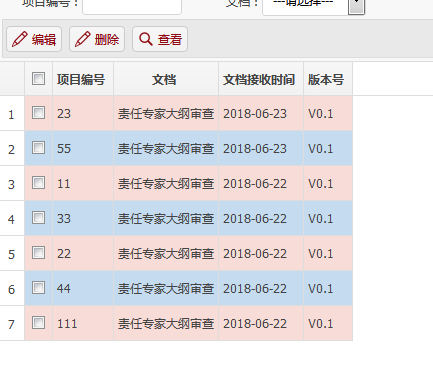 项目编号： 文档： ---请选择---
编辑 删除 查看
项目编号 文档 文档接收时间 版本号
1 23 责任专家大纲审查 2018-06-23 V0.1
2 55 责任专家大纲审查 2018-06-23 V0.1
3 11 责任专家大纲审查 2018-06-22 V0.1
4 33 责任专家大纲审查 2018-06-22 V0.1
5 22 责任专家大纲审查 2018-06-22 V0.1
6 44 责任专家大纲审查 2018-06-22 V0.1
7 111 责任专家大纲审查 2018-06-22 V0.1